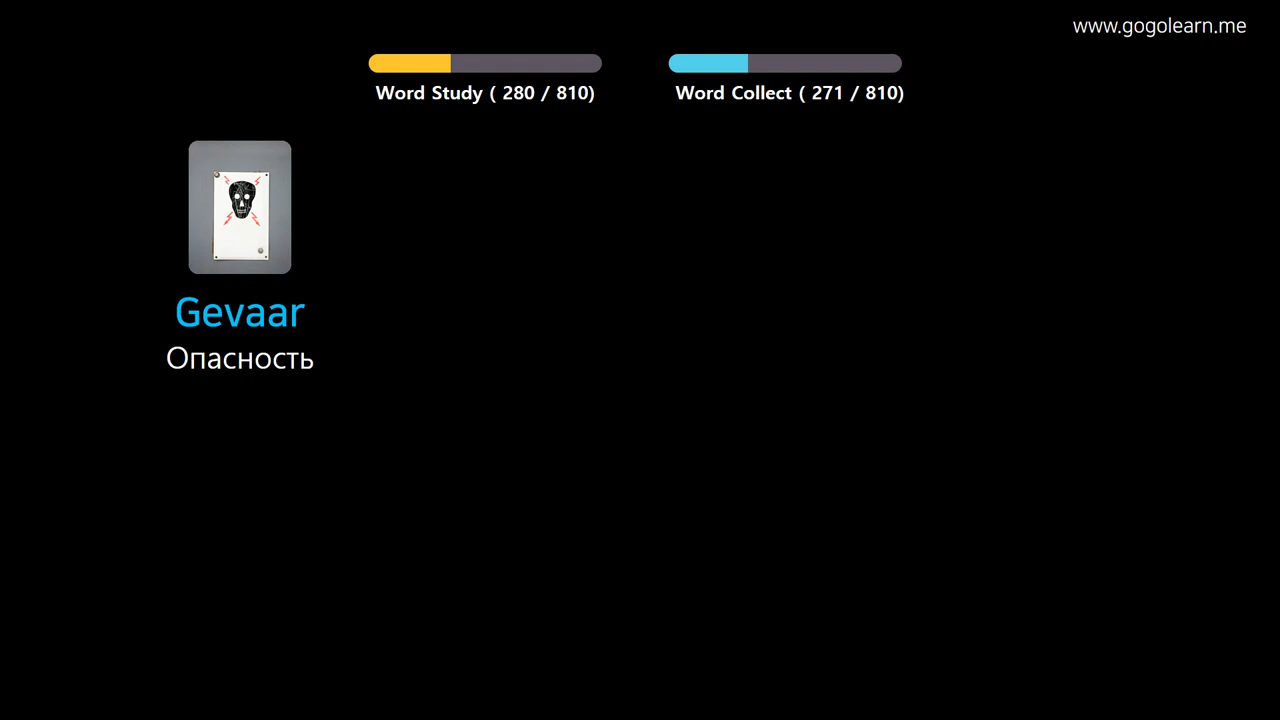 www.gogolearn.me
Word Study ( 280 / 810)
Word Collect ( 271 / 810)
Gevaar
Опасность